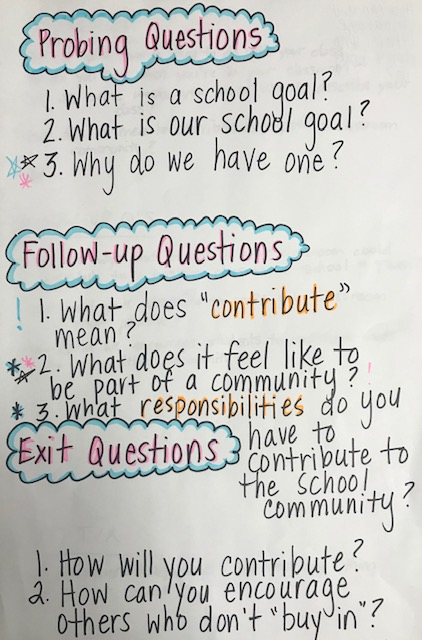 Probing Questions
1. What is a school goal?
2. What is our school goal?
3. Why do we have one?
Follow-up Questions
1. What does "contribute"
mean?
2. What does it feel like to
be part of a community?
3. What responsibilities do you
have to
contribute to
the school
community?
Exit Questions
1. How will you contribute?
2. How can you encourage
others who don't "buy in"?